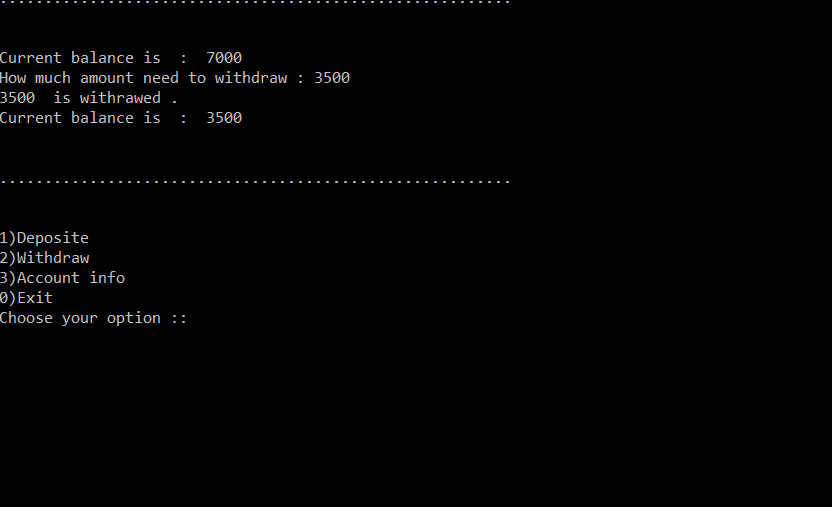 .........................................................
Current balance is  :  7000
How much amount need to withdraw : 3500
3500  is withrawed .
Current balance is  :  3500
.........................................................
1)Deposite
2)Withdraw
3)Account info
0)Exit
Choose your option ::